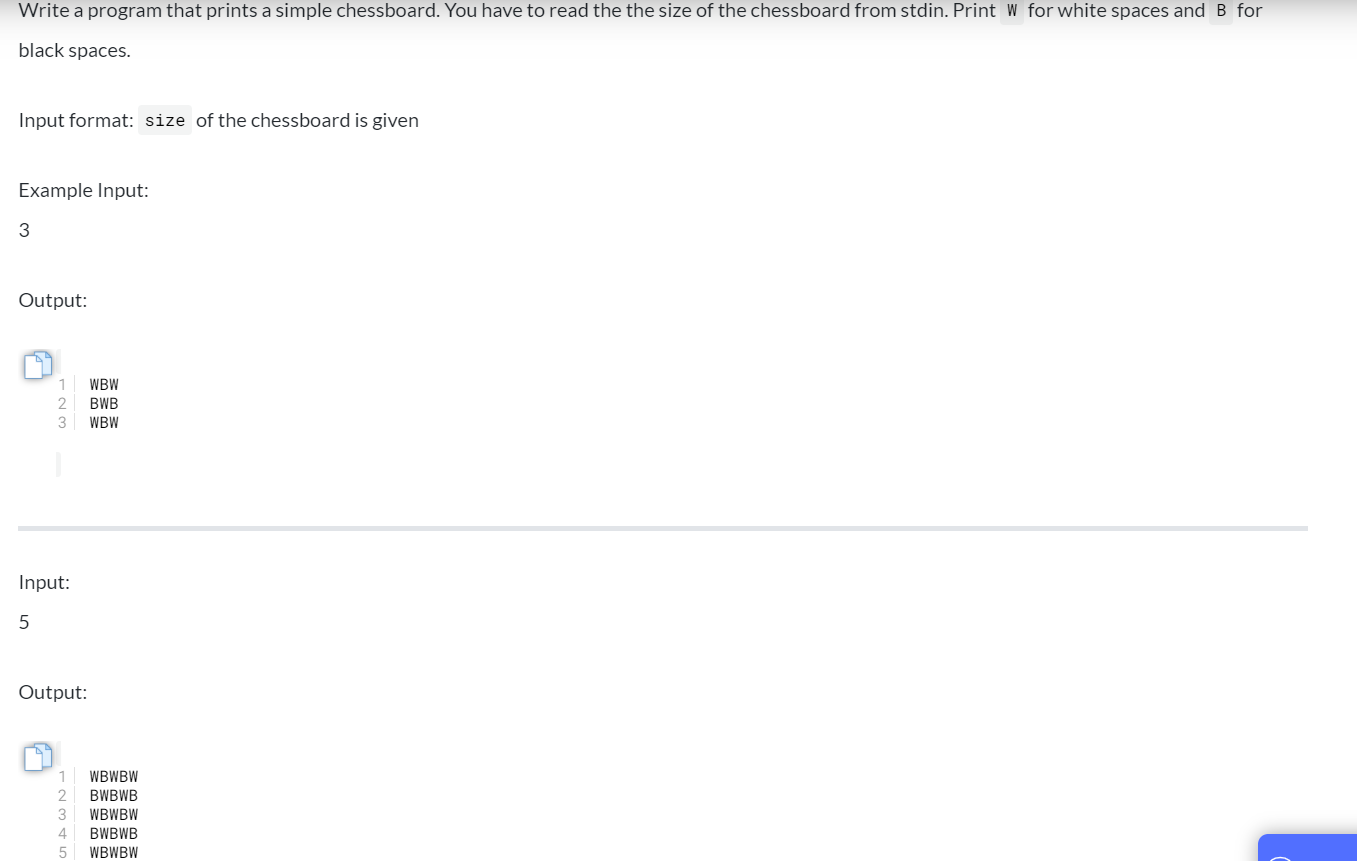 Write a program that prints a simple chessboard. You have to read the the size of the chessboard from stdin. Print W for white spaces and B for
black spaces.
Input format: size of the chessboard is given
Example Input:
3
Output:
1 WBW
2 BWB
3 WBW
Input:
5
Output:
1 WBWBW
2 BWBWB
3 WBWBW
4 BWBWB
5 WBWBW